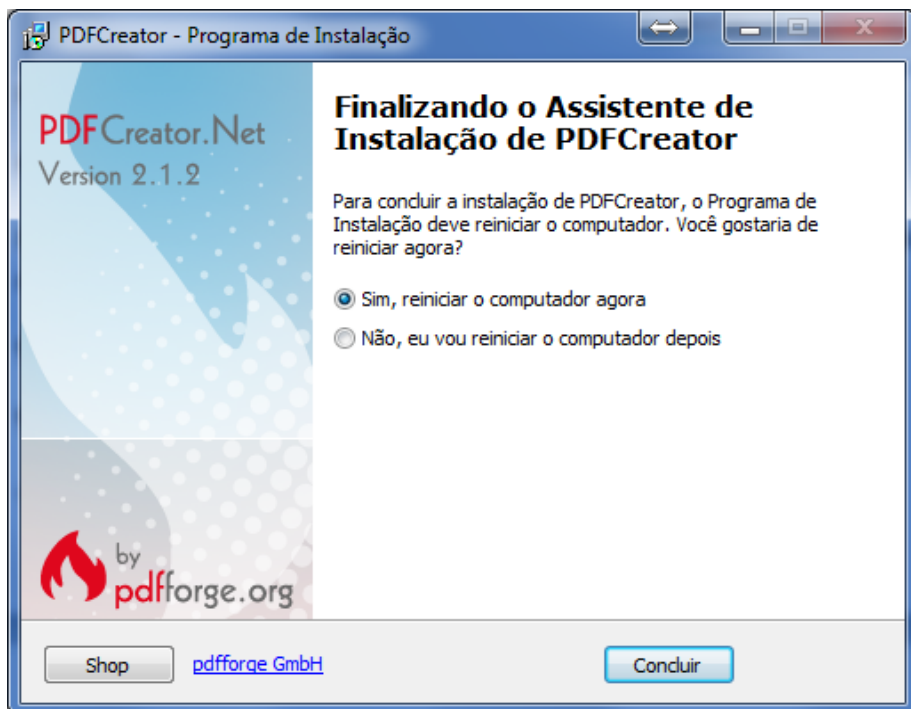 PDFCreator - Programa de Instalação
PDFCreator.Net
Version 2.1.2
Finalizando o Assistente de
Instalação de PDFCreator
Para concluir a instalação de PDFCreator, o Programa de
Instalação deve reiniciar o computador. Você gostaria de
reiniciar agora?
Sim, reiniciar o computador agora
Não, eu vou reiniciar o computador depois
by
pdfforge.org
Shop
pdfforge GmbH
Concluir